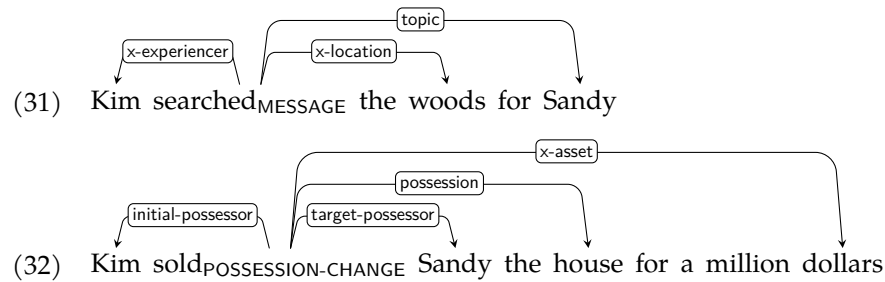 topic
x-experiencer x-location
(31) Kim searchedMESSAGE the woods for Sandy
x-asset
possession
initial-possessor target-possessor
(32) Kim soldPOSSESSION-CHANGE Sandy the house for a million dollars